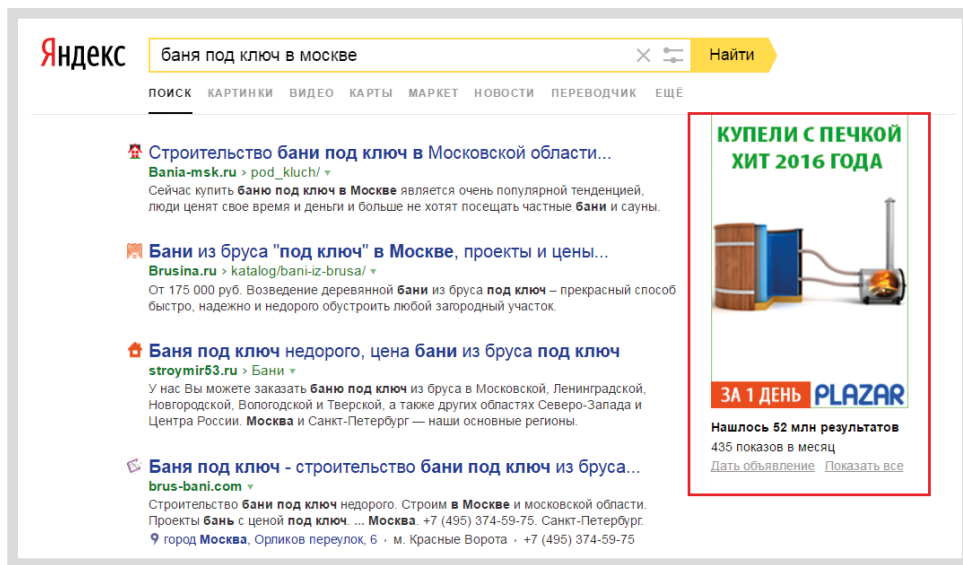 Яндекс
баня под ключ в москве
Найти
ПОИСК КАРТИНКИ ВИДЕО КАРТЫ МАРКЕТ НОВОСТИ ПЕРЕВОДЧИК ЕЩЁ
Строительство бани под ключ в Московской области...
Bania-msk.ru › pod_kluch/
Сейчас купить баню под ключ в Москве является очень популярной тенденцией,
люди ценят свое время и деньги и больше не хотят посещать частные бани и сауны.
Бани из бруса "под ключ" в Москве, проекты и цены...
Brusina.ru › katalog/bani-iz-brusa/
От 175 000 руб. Возведение деревянной бани из бруса под ключ – прекрасный способ
быстро, надежно и недорого обустроить любой загородный участок.
Баня под ключ недорого, цена бани из бруса под ключ
stroymir53.ru › Бани
У нас Вы можете заказать баню под ключ из бруса в Московской, Ленинградской,
Новгородской, Вологодской и Тверской, а также других областях Северо-Запада и
Центра России. Москва и Санкт-Петербург — наши основные регионы.
Баня под ключ - строительство бани под ключ из бруса...
brus-bani.com
Строительство бани под ключ недорого. Строим в Москве и московской области.
Проекты бань с ценой под ключ. ... Москва. +7 (495) 374-59-75. Санкт-Петербург.
город Москва, Орликов переулок, 6 · м. Красные Ворота · +7 (495) 374-59-75
КУПЕЛИ С ПЕЧКОЙ
ХИТ 2016 ГОДА
ЗА 1 ДЕНЬ PLAZAR
Нашлось 52 млн результатов
435 показов в месяц
Дать объявление Показать все